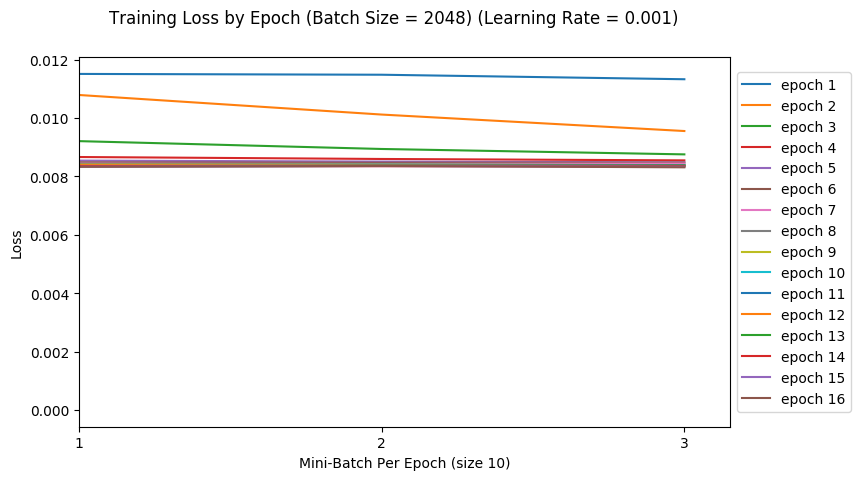 Training Loss by Epoch (Batch Size = 2048) (Learning Rate = 0.001)
0.012
0.010
0.008
0.006
0.004
0.002
0.000
Loss
1
2
3
Mini-Batch Per Epoch (size 10)
epoch 1
epoch 2
epoch 3
epoch 4
epoch 5
epoch 6
epoch 7
epoch 8
epoch 9
epoch 10
epoch 11
epoch 12
epoch 13
epoch 14
epoch 15
epoch 16